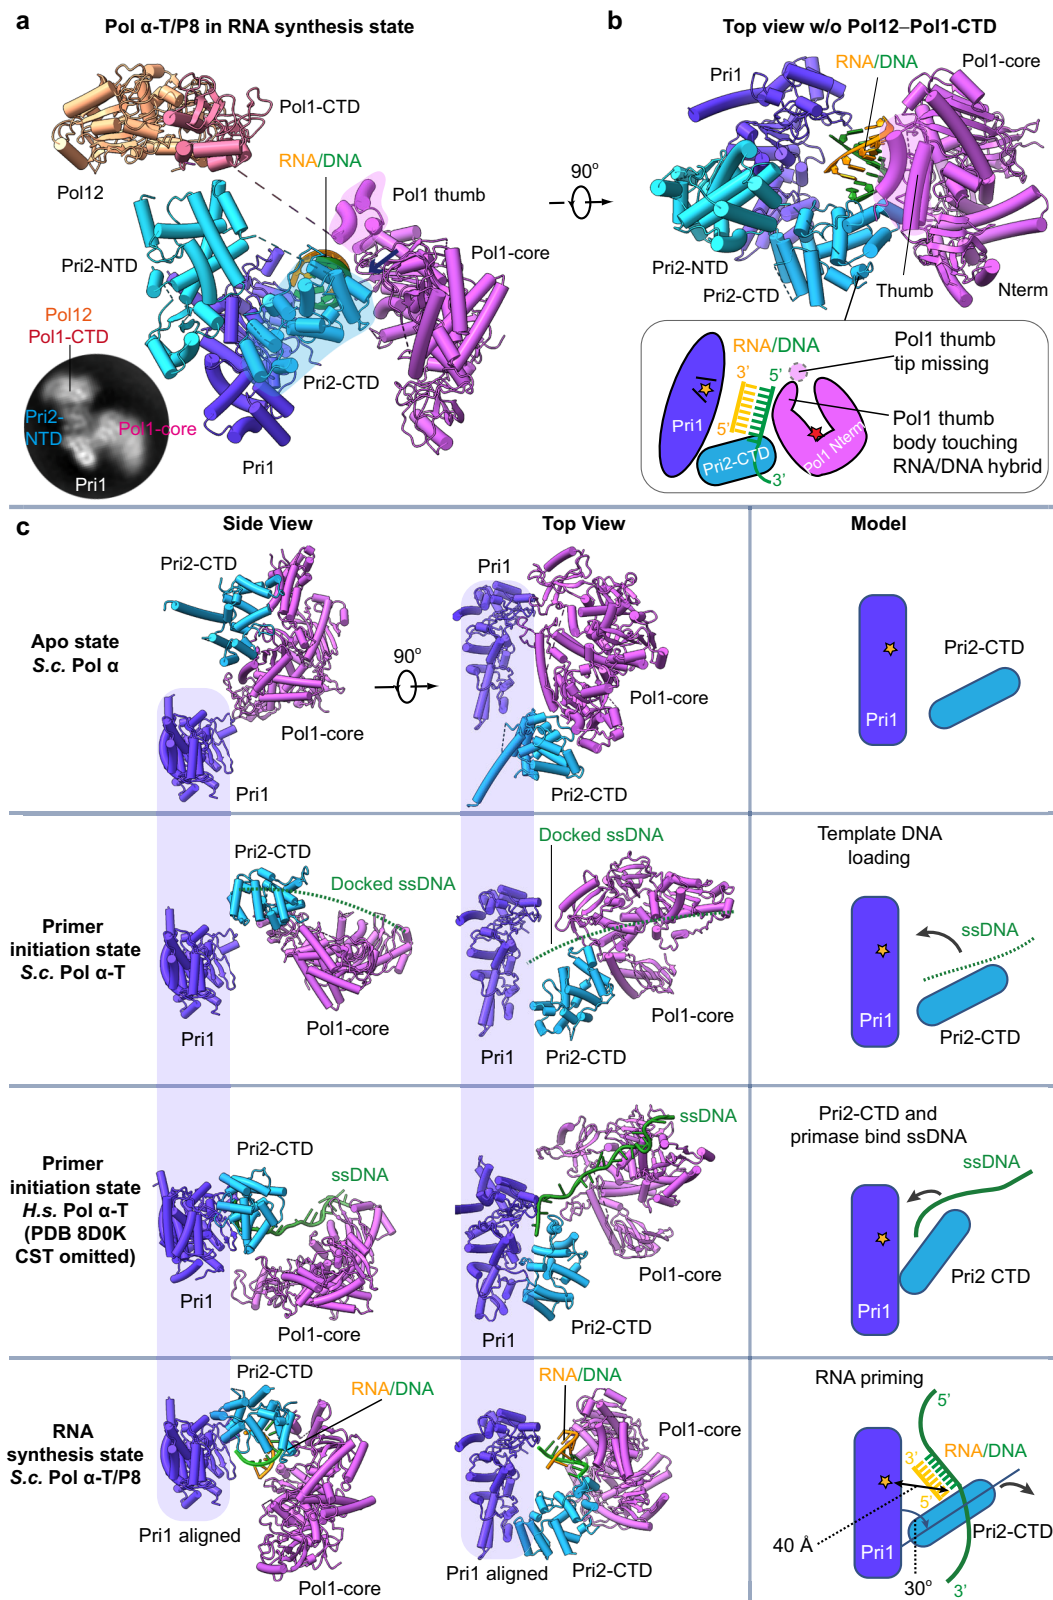 a
Pol α-T/P8 in RNA synthesis state
Pol1-CTD
RNA/DNA
Pol12
Pol1 thumb
Pol1-core
Pri2-NTD
Pol12
Pol1-CTD
Pri2-CTD
Pri2-
NTD
Pol1-core
Pri1
Pri1
90°
b
Top view w/o Pol12–Pol1-CTD
Pri1
RNA/DNA
Pol1-core
Pri2-NTD
Pri2-CTD
Thumb
Nterm
RNA/DNA
3’
5’
Pol1 thumb
tip missing
Pri1
5’
Pri2-CTD
Pol1 Nterm
Pol1 thumb
body touching
RNA/DNA hybrid
3’
c
Side View
Top View
Model
Apo state
S.c. Pol α
Pri2-CTD
Pol1-core
Pri1
90°
Pri1
Pol1-core
Pri2-CTD
Pri2-CTD
Pri1
Primer
initiation state
S.c. Pol α-T
Pri2-CTD
Docked ssDNA
Pol1-core
Pri1
Docked ssDNA
Pol1-core
Pri1
Pri2-CTD
Template DNA
loading
ssDNA
Pri1
Pri2-CTD
Primer
initiation state
H.s. Pol α-T
(PDB 8D0K
CST omitted)
Pri2-CTD
ssDNA
Pri1
Pol1-core
ssDNA
Pol1-core
Pri1
Pri2-CTD
Pri2-CTD and
primase bind ssDNA
ssDNA
Pri1
Pri2 CTD
RNA
synthesis state
S.c. Pol α-T/P8
Pri2-CTD
RNA/DNA
Pri1 aligned
Pol1-core
RNA/DNA
Pol1-core
Pri1 aligned
Pri2-CTD
RNA priming
5’
3’
RNA/DNA
5’
Pri2-CTD
40 Å
Pri1
30°
3’